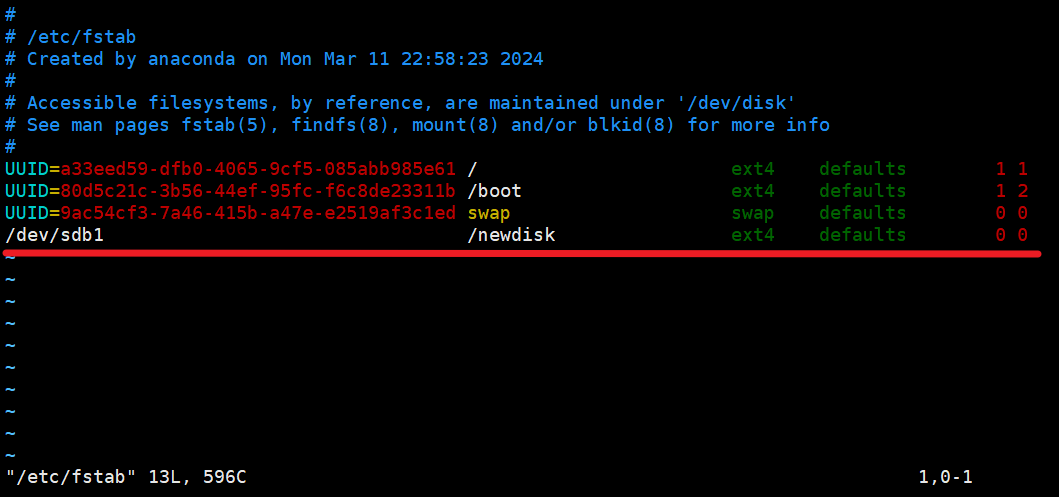 #
# /etc/fstab
# Created by anaconda on Mon Mar 11 22:58:23 2024
#
# Accessible filesystems, by reference, are maintained under '/dev/disk'
# See man pages fstab(5), findfs(8), mount(8) and/or blkid(8) for more info
#
UUID=a33eed59-dfb0-4065-9cf5-085abb985e61 /                       ext4    defaults        1 1
UUID=80d5c21c-3b56-44ef-95fc-f6c8de23311b /boot                   ext4    defaults        1 2
UUID=9ac54cf3-7a46-415b-a47e-e2519af3c1ed swap                    swap    defaults        0 0
/dev/sdb1                                 /newdisk                ext4    defaults        0 0
~
~
~
~
~
~
~
~
~
~
"/etc/fstab" 13L, 596C                                                             1,0-1